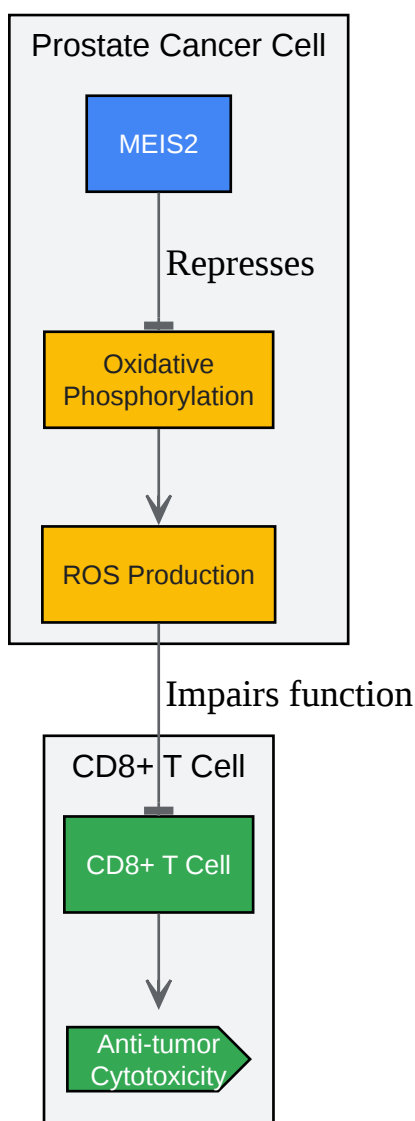 Prostate Cancer Cell
MEIS2
Represses
Oxidative
Phosphorylation
ROS Production
Impairs function
CD8+ T Cell
CD8+ T Cell
Anti-tumor
Cytotoxicity